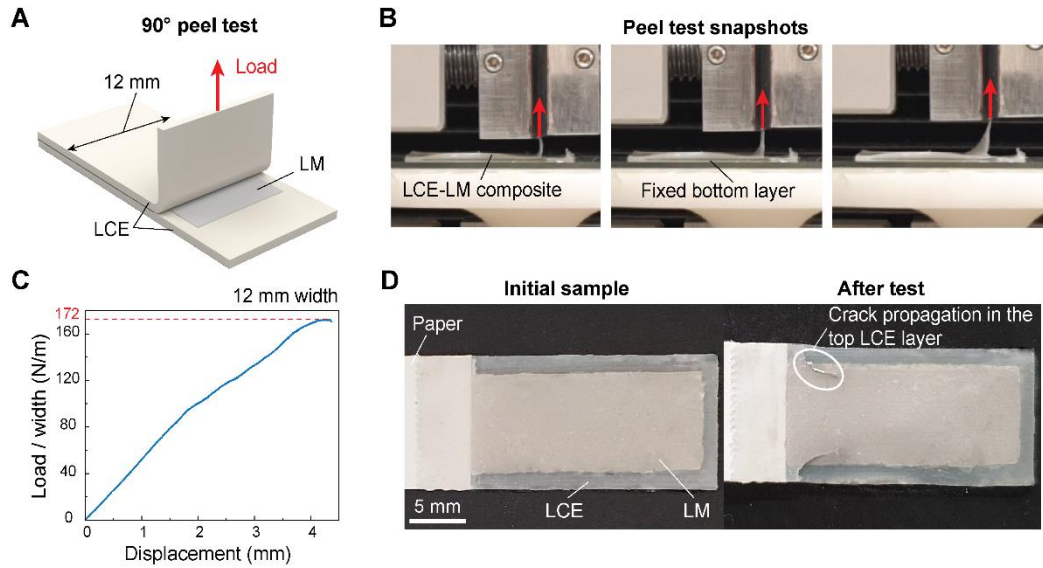 A
90° peel test
Load
12 mm
LM
LCE
B
Peel test snapshots
LCE-LM composite
Fixed bottom layer
C
12 mm width
172
160
120
80
40
0
Load / width (N/m)
0 1 2 3 4
Displacement (mm)
D
Initial sample
After test
Paper
Crack propagation in the
top LCE layer
LCE
LM
5 mm